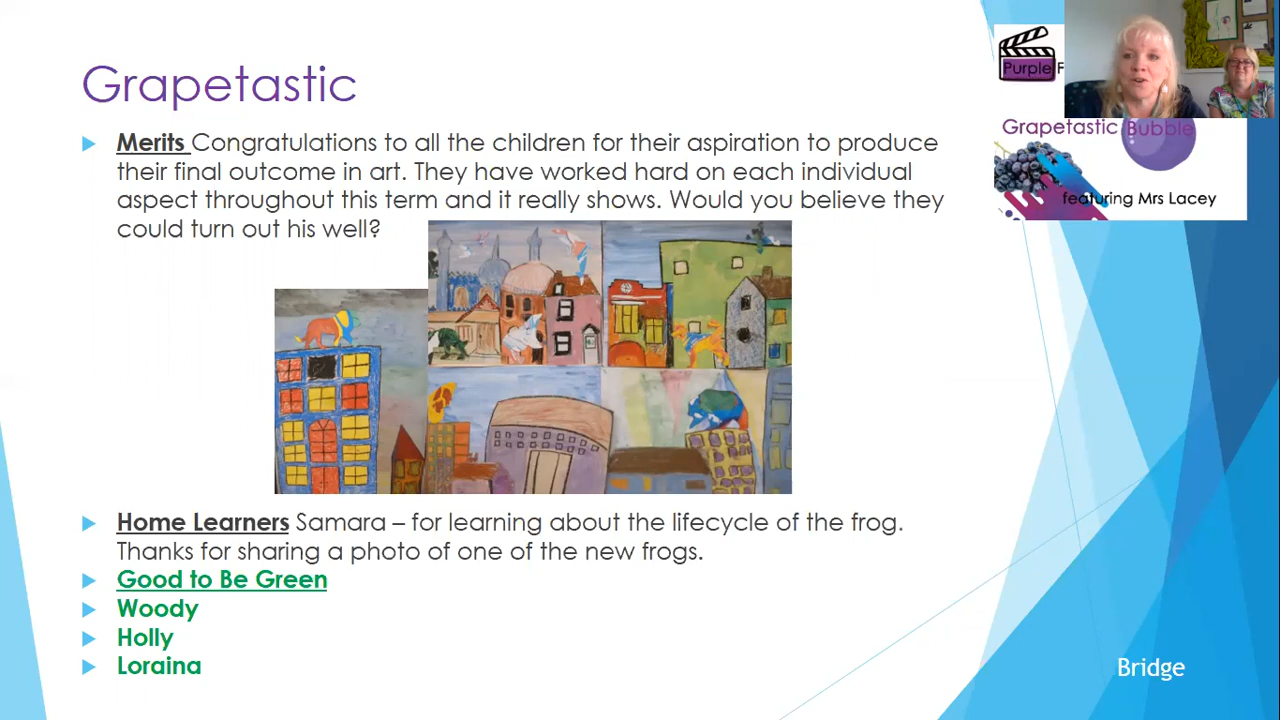 Grapetastic
Merits Congratulations to all the children for their aspiration to produce
their final outcome in art. They have worked hard on each individual
aspect throughout this term and it really shows. Would you believe they
could turn out his well?
Home Learners Samara – for learning about the lifecycle of the frog.
Thanks for sharing a photo of one of the new frogs.
Good to Be Green
Woody
Holly
Loraina
Purple F
Grapetastic Bubble
featuring Mrs Lacey
Bridge